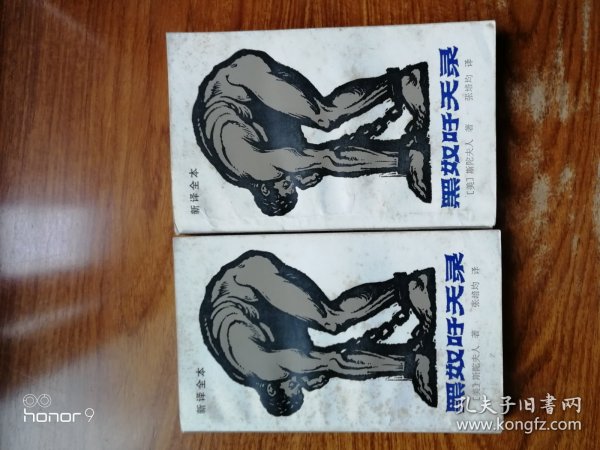 新译全本
黑奴吁天录
[美]斯陀夫人 著 张培均 译
新译全本
黑奴吁天录
[美]斯陀夫人 著 张培均 译
honor 9
孔夫子旧书网
www.kongfz.com